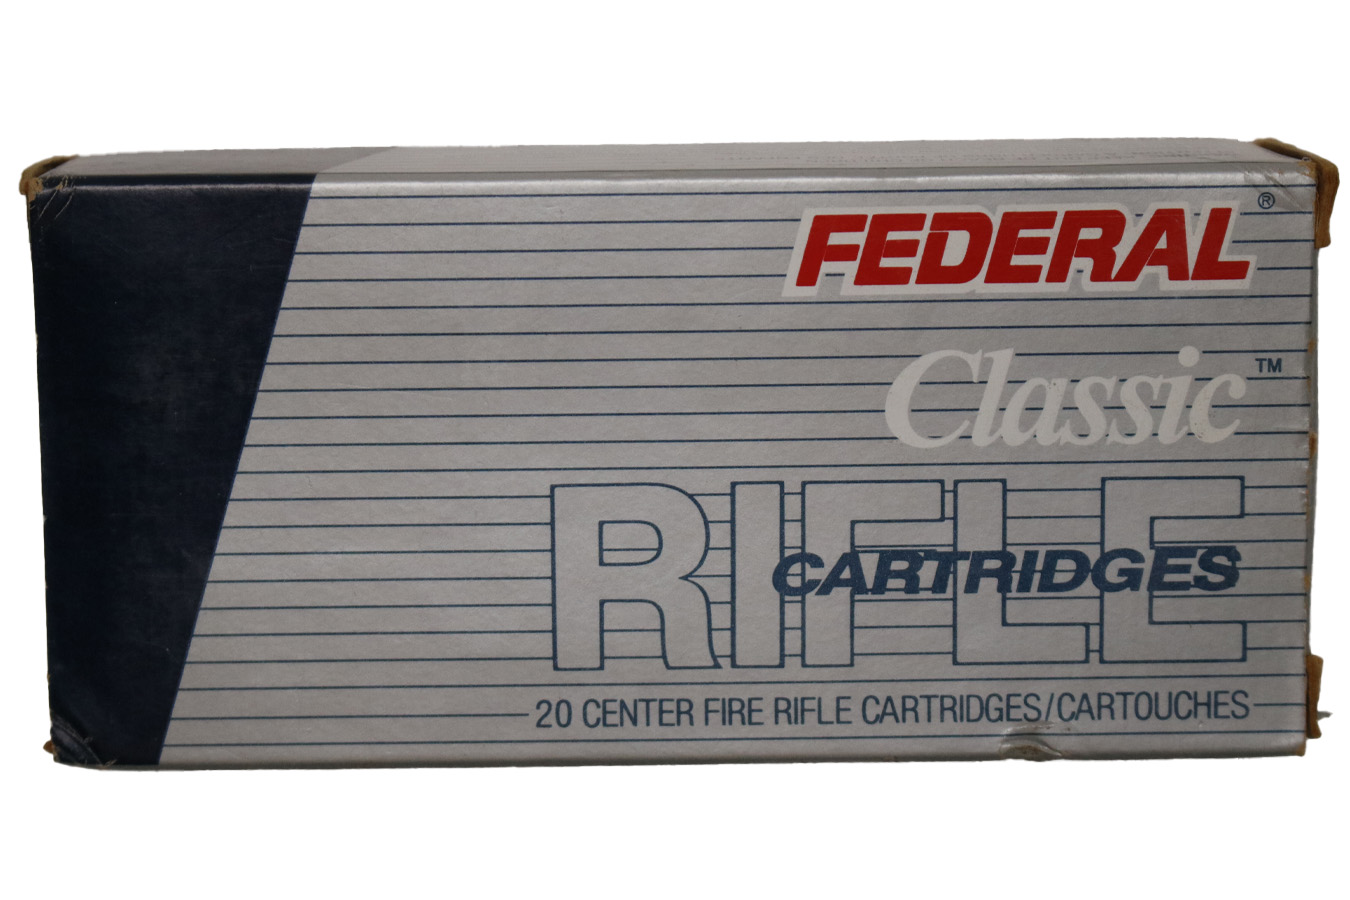 FEDERAL®
Classic™
RIFLE
CARTRIDGES
20 CENTER FIRE RIFLE CARTRIDGES/CARTOUCHES